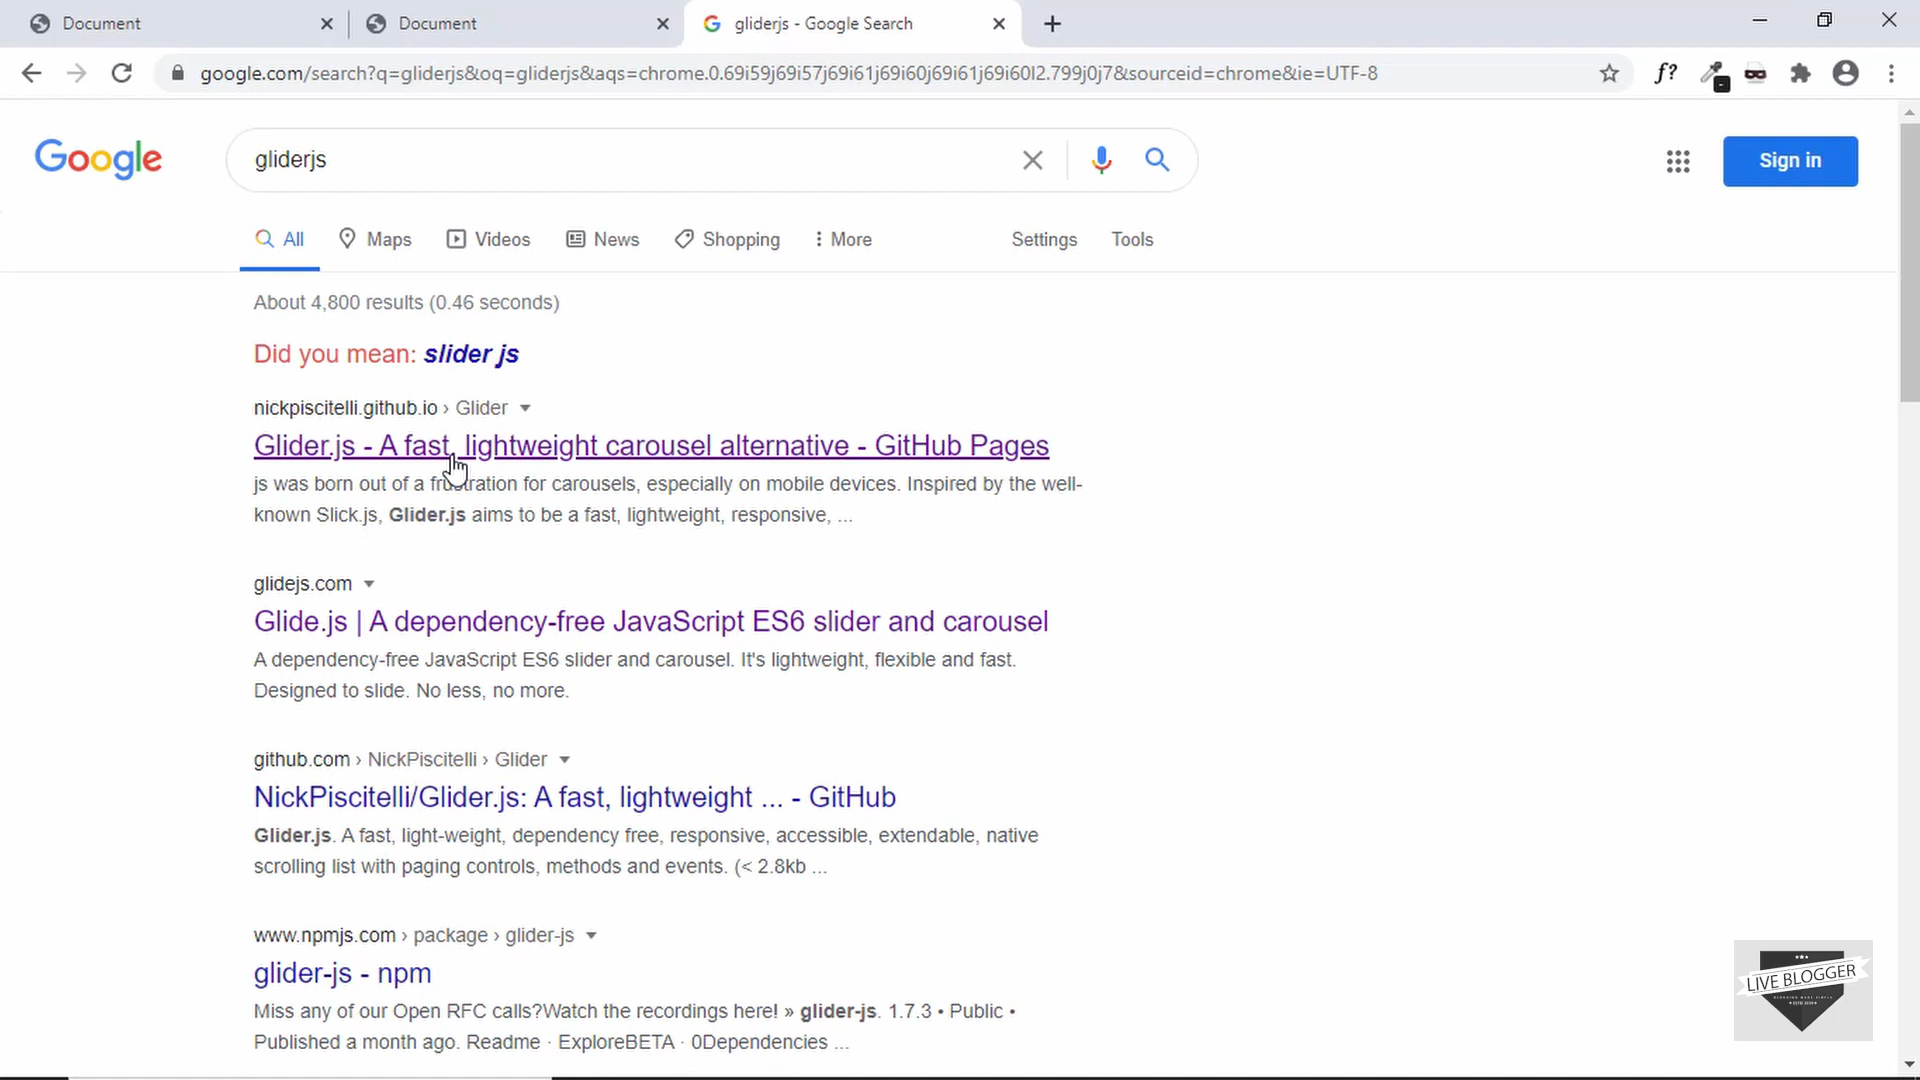 Document
Document
gliderjs - Google Search
google.com/search?q=gliderjs&oq=gliderjs&aqs=chrome.0.69i59j69i57j69i61j69i60j69i61j69i60l2.799j0j7&sourceid=chrome&ie=UTF-8
f?
Google
gliderjs
Sign in
All
Maps
Videos
News
Shopping
More
Settings
Tools
About 4,800 results (0.46 seconds)
Did you mean: slider js
nickpiscitelli.github.io › Glider
Glider.js - A fast, lightweight carousel alternative - GitHub Pages
js was born out of a frustration for carousels, especially on mobile devices. Inspired by the well-
known Slick.js, Glider.js aims to be a fast, lightweight, responsive, ...
glidejs.com
Glide.js | A dependency-free JavaScript ES6 slider and carousel
A dependency-free JavaScript ES6 slider and carousel. It's lightweight, flexible and fast.
Designed to slide. No less, no more.
github.com › NickPiscitelli › Glider
NickPiscitelli/Glider.js: A fast, lightweight ... - GitHub
Glider.js. A fast, light-weight, dependency free, responsive, accessible, extendable, native
scrolling list with paging controls, methods and events. (< 2.8kb ...
www.npmjs.com › package › glider-js
glider-js - npm
Miss any of our Open RFC calls?Watch the recordings here! » glider-js. 1.7.3 • Public •
Published a month ago. Readme · ExploreBETA · 0Dependencies ...
LIVE BLOGGER